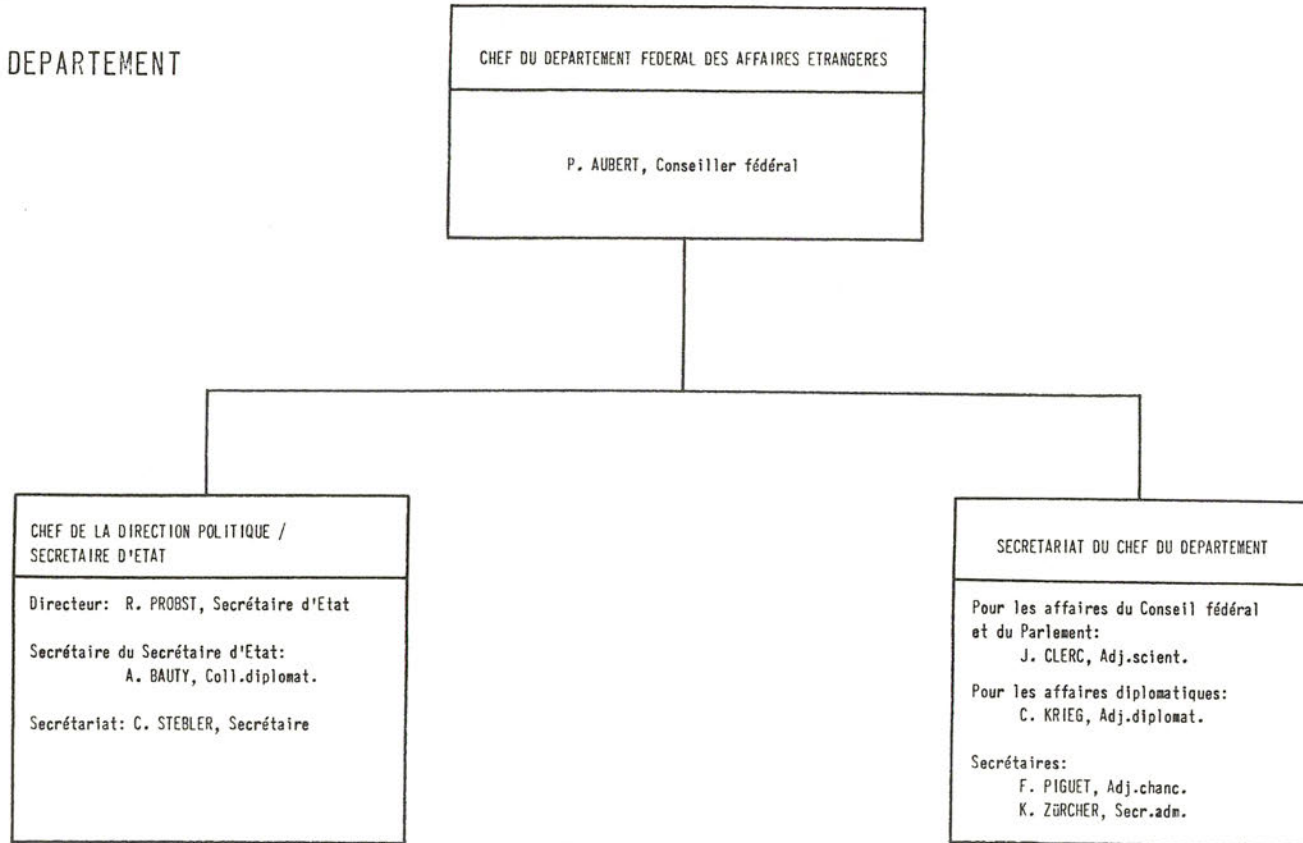 DEPARTEMENT
CHEF DU DEPARTEMENT FEDERAL DES AFFAIRES ETRANGERES
P. AUBERT, Conseiller fédéral
CHEF DE LA DIRECTION POLITIQUE /
SECRETAIRE D'ETAT
Directeur: R. PROBST, Secrétaire d'Etat
Secrétaire du Secrétaire d'Etat:
A. BAUTY, Coll.diplomat.
Secrétariat: C. STEBLER, Secrétaire
SECRETARIAT DU CHEF DU DEPARTEMENT
Pour les affaires du Conseil fédéral
et du Parlement:
J. CLERC, Adj.scient.
Pour les affaires diplomatiques:
C. KRIEG, Adj.diplomat.
Secrétaires:
F. PIGUET, Adj.chanc.
K. ZüRCHER, Secr.adm.